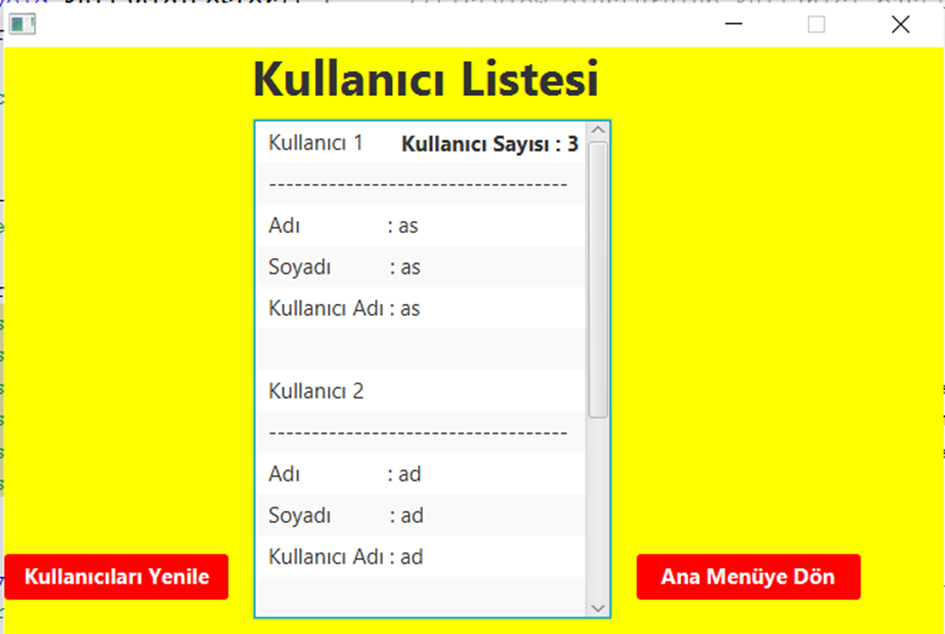 Kullanıcı Listesi
Kullanıcı 1 Kullanıcı Sayısı : 3
-----------------------------------
Adı : as
Soyadı : as
Kullanıcı Adı : as
Kullanıcı 2
-----------------------------------
Adı : ad
Soyadı : ad
Kullanıcı Adı : ad
Kullanıcıları Yenile
Ana Menüye Dön